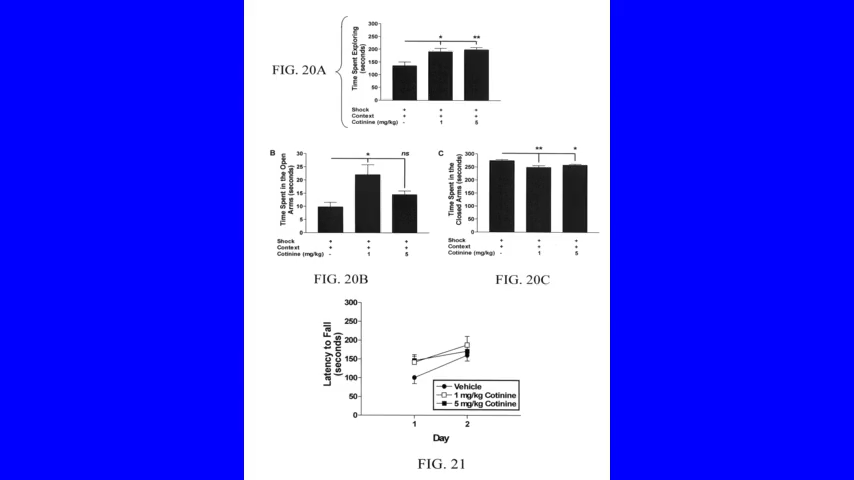 FIG. 20A
Time Spent Exploring
(seconds)
300
250
200
150
100
50
0
* **
Shock + + +
Context + + +
Cotinine (mg/kg) - 1 5
B
Time Spent in the Open
Arms (seconds)
30
25
20
15
10
5
0
* ns
Shock + + +
Context + + +
Cotinine (mg/kg) - 1 5
FIG. 20B
C
Time Spent in the
Closed Arms (seconds)
300
250
200
150
100
50
0
** *
Shock + + +
Context + + +
Cotinine (mg/kg) - 1 5
FIG. 20C
Latency to Fall
(seconds)
300
250
200
150
100
50
0
Vehicle
1 mg/kg Cotinine
5 mg/kg Cotinine
1 2
Day
FIG. 21